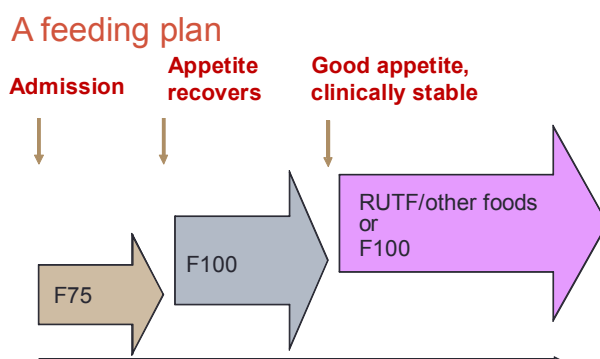 A feeding plan
Admission
Appetite
recovers
Good appetite,
clinically stable
F75
F100
RUTF/other foods
or
F100